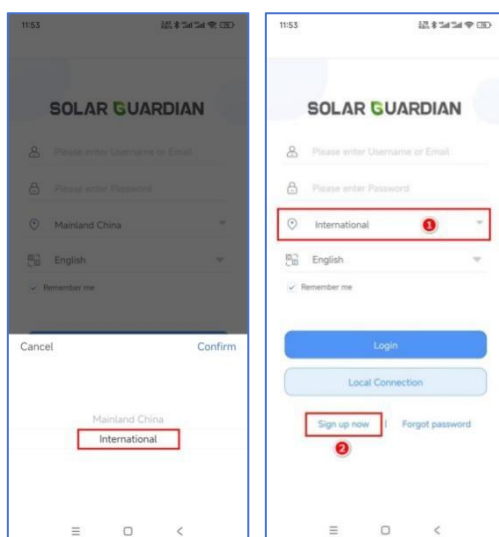 11:53
SOLAR GUARDIAN
Please enter Username or Email
Please enter Password
Mainland China
English
Remember me
Cancel
Confirm
Mainland China
International
11:53
SOLAR GUARDIAN
Please enter Username or Email
Please enter Password
International
1
English
Remember me
Login
Local Connection
Sign up now | Forgot password
2